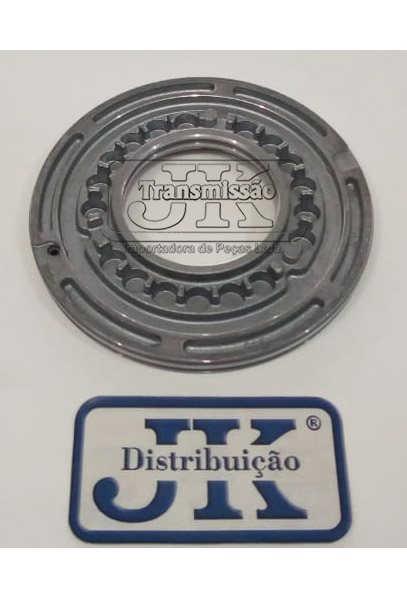 JK
Transmissão
Importadora de Peças Ltda
JK
Distribuição
®